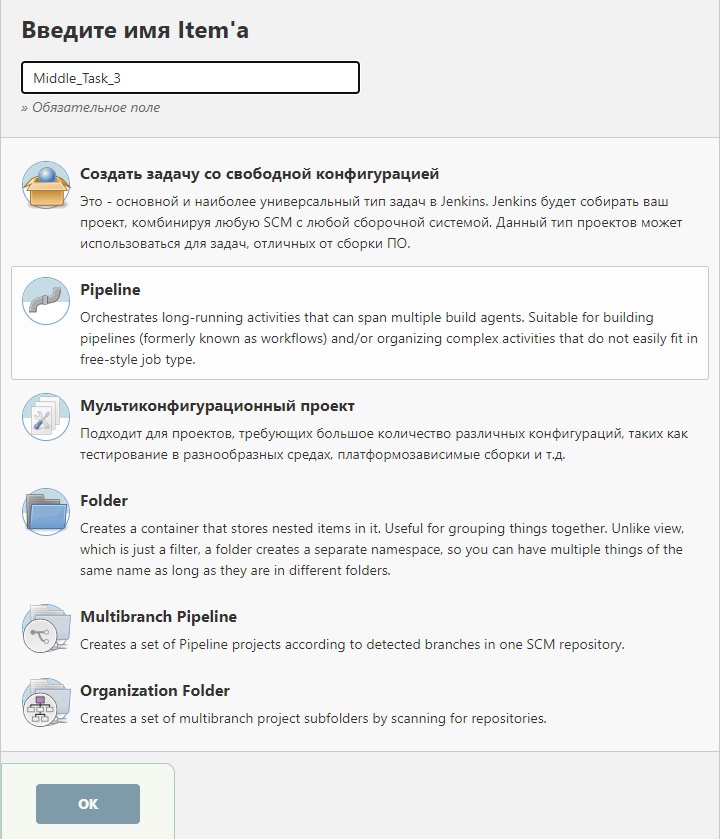 Введите имя Item'a
Middle_Task_3
» Обязательное поле
Создать задачу со свободной конфигурацией
Это - основной и наиболее универсальный тип задач в Jenkins. Jenkins будет собирать ваш
проект, комбинируя любую SCM с любой сборочной системой. Данный тип проектов может
использоваться для задач, отличных от сборки ПО.
Pipeline
Orchestrates long-running activities that can span multiple build agents. Suitable for building
pipelines (formerly known as workflows) and/or organizing complex activities that do not easily fit in
free-style job type.
Мультиконфигурационный проект
Подходит для проектов, требующих большое количество различных конфигураций, таких как
тестирование в разнообразных средах, платформозависимые сборки и т.д.
Folder
Creates a container that stores nested items in it. Useful for grouping things together. Unlike view,
which is just a filter, a folder creates a separate namespace, so you can have multiple things of the
same name as long as they are in different folders.
Multibranch Pipeline
Creates a set of Pipeline projects according to detected branches in one SCM repository.
Organization Folder
Creates a set of multibranch project subfolders by scanning for repositories.
OK